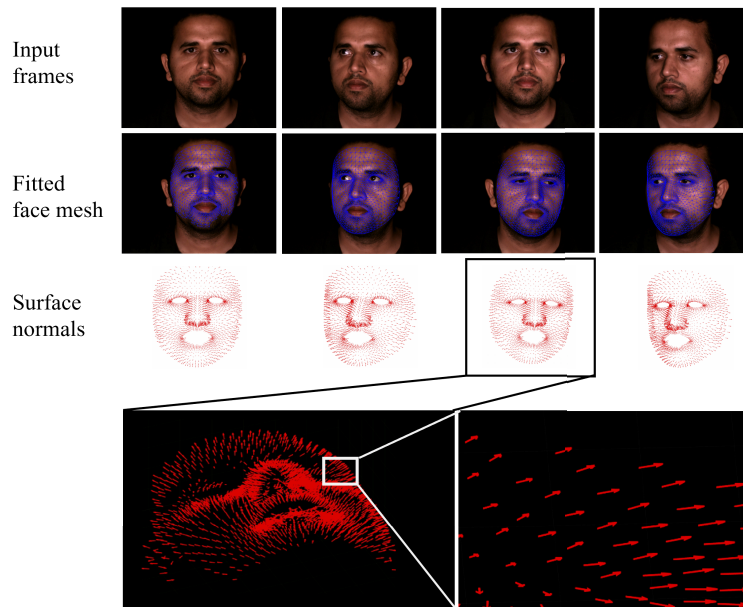 Input
frames
Fitted
face mesh
Surface
normals